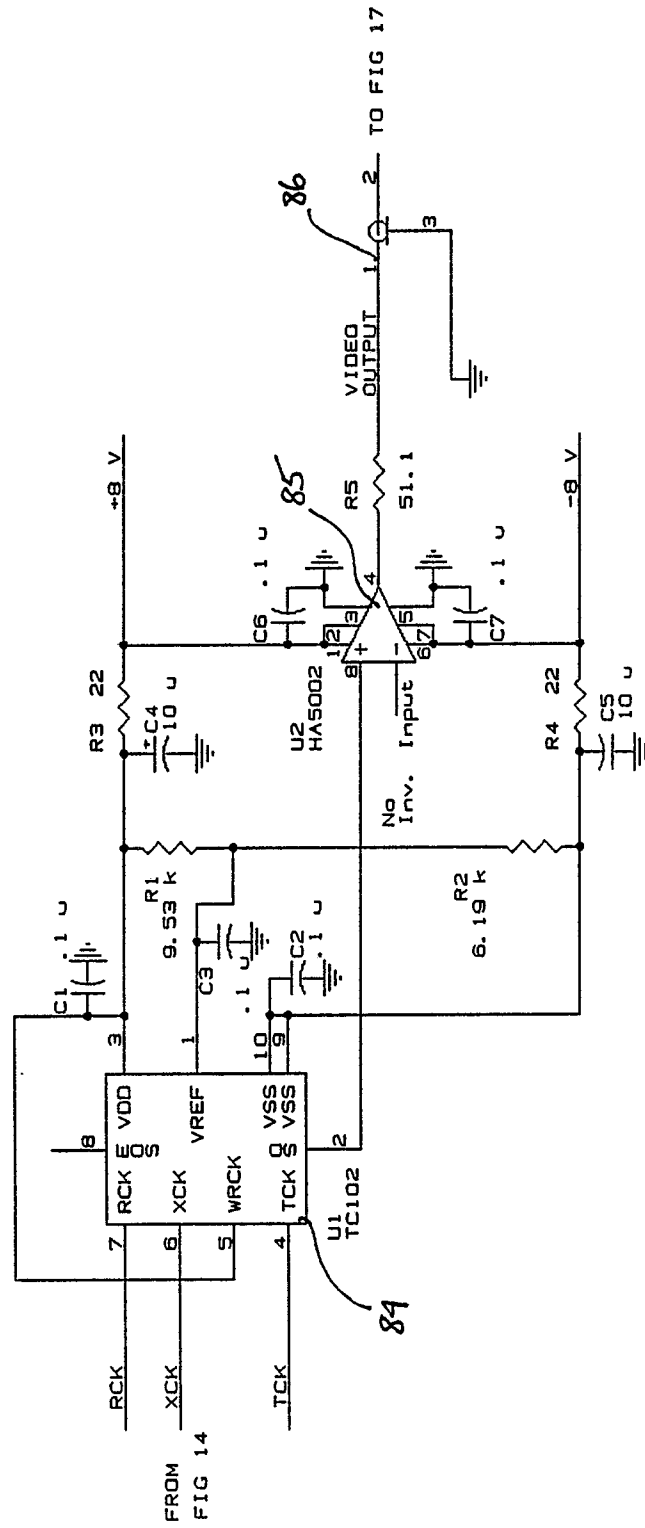 FROM
FIG 14
RCK
XCK
TCK
7
6
5
4
RCK
XCK
WRCK
TCK
EOS
8
VDD
VREF
VSS
VSS
OS
3
1
10
9
2
U1
TC102
84
C1
.1 u
R1
9.53 k
C3
.1 u
C2
.1 u
R2
6.19 k
R3
22
+
C4
10 u
R4
22
C5
10 u
+8 V
-8 V
U2
HA5002
No
Inv. Input
8
+
-
1
2
3
4
5
6
7
C6
.1 u
C7
.1 u
85
R5
51.1
VIDEO
OUTPUT
86
1
2
3
TO FIG 17